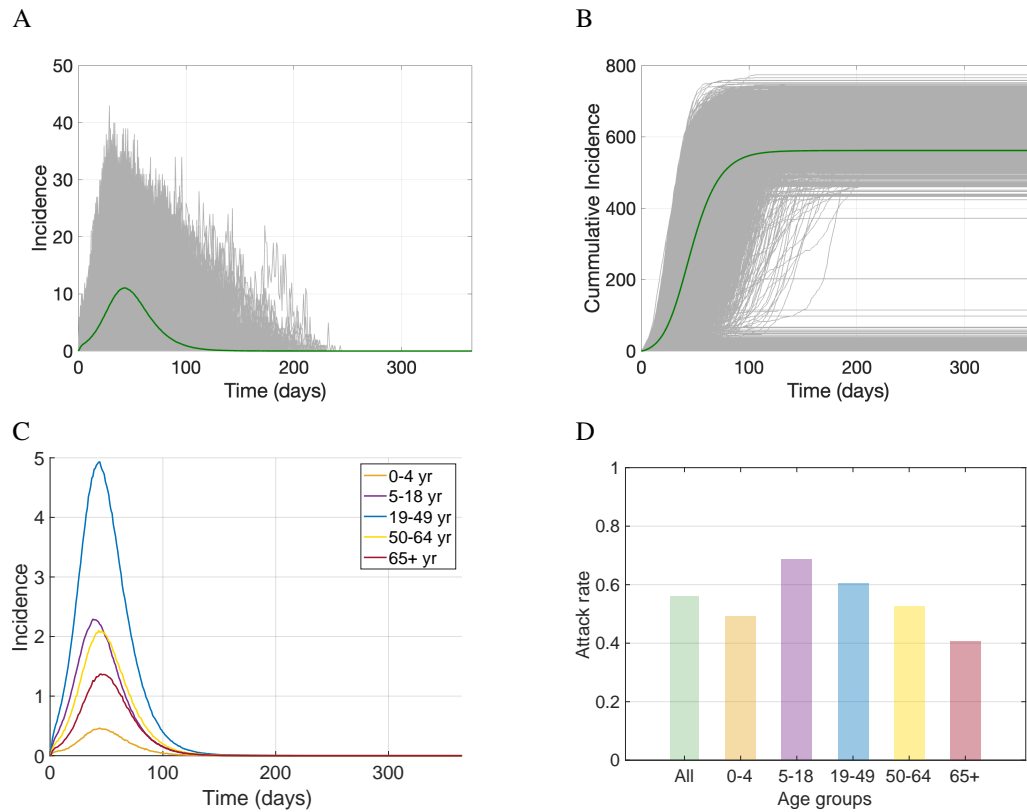 A
50
40
30
20
10
0
Incidence
0 100 200 300
Time (days)
B
800
600
400
200
0
Cummulative Incidence
0 100 200 300
Time (days)
C
5
4
3
2
1
0
Incidence
0 100 200 300
Time (days)
0-4 yr
5-18 yr
19-49 yr
50-64 yr
65+ yr
D
1
0.8
0.6
0.4
0.2
0
Attack rate
All 0-4 5-18 19-49 50-64 65+
Age groups